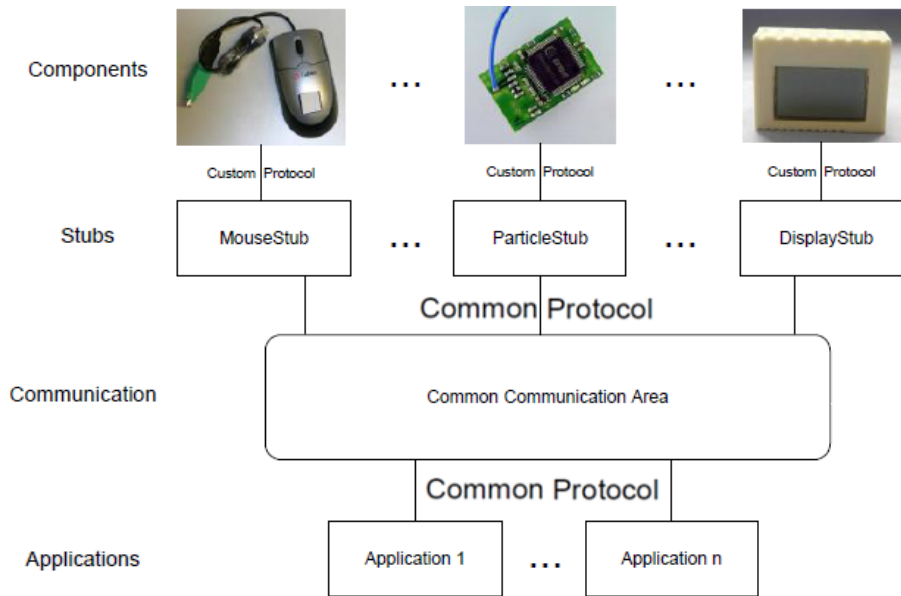 Components
...
...
Custom Protocol
Custom Protocol
Custom Protocol
Stubs
MouseStub
...
ParticleStub
...
DisplayStub
Common Protocol
Communication
Common Communication Area
Common Protocol
Applications
Application 1
...
Application n